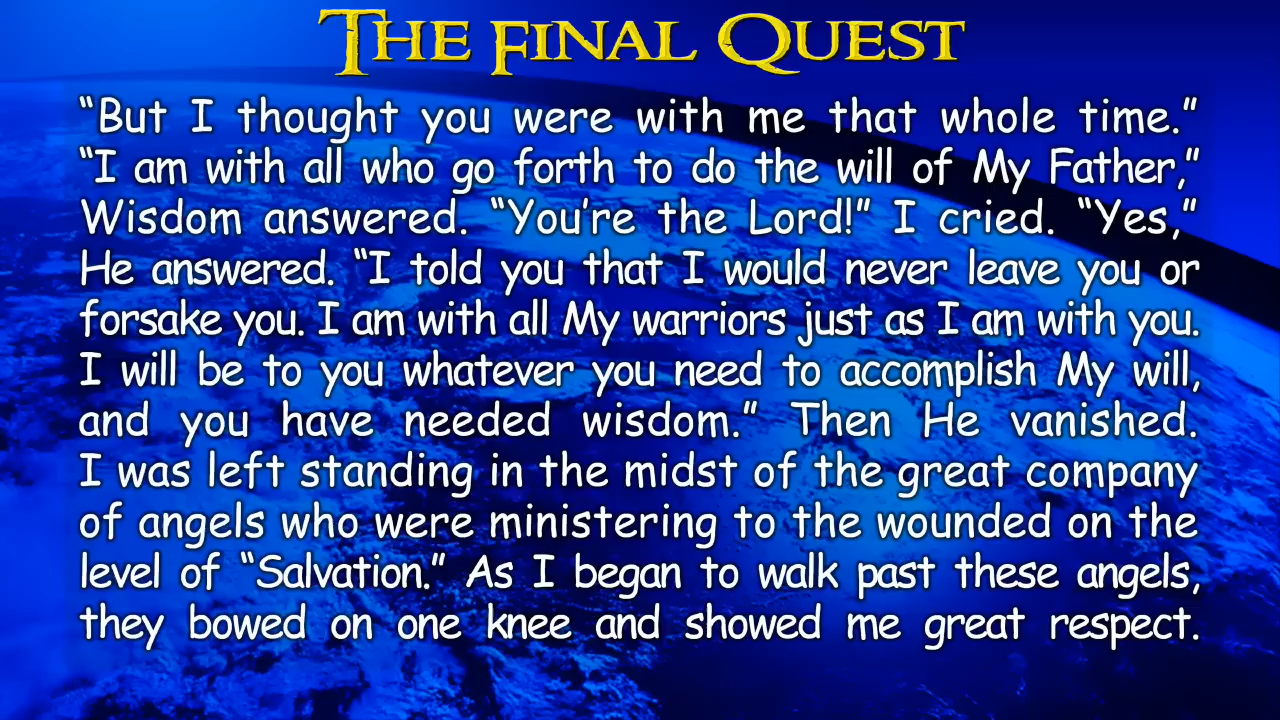 THE FINAL QUEST
“But I thought you were with me that whole time.”
“I am with all who go forth to do the will of My Father,”
Wisdom answered. “You’re the Lord!” I cried. “Yes,”
He answered. “I told you that I would never leave you or
forsake you. I am with all My warriors just as I am with you.
I will be to you whatever you need to accomplish My will,
and you have needed wisdom.” Then He vanished.
I was left standing in the midst of the great company
of angels who were ministering to the wounded on the
level of “Salvation.” As I began to walk past these angels,
they bowed on one knee and showed me great respect.